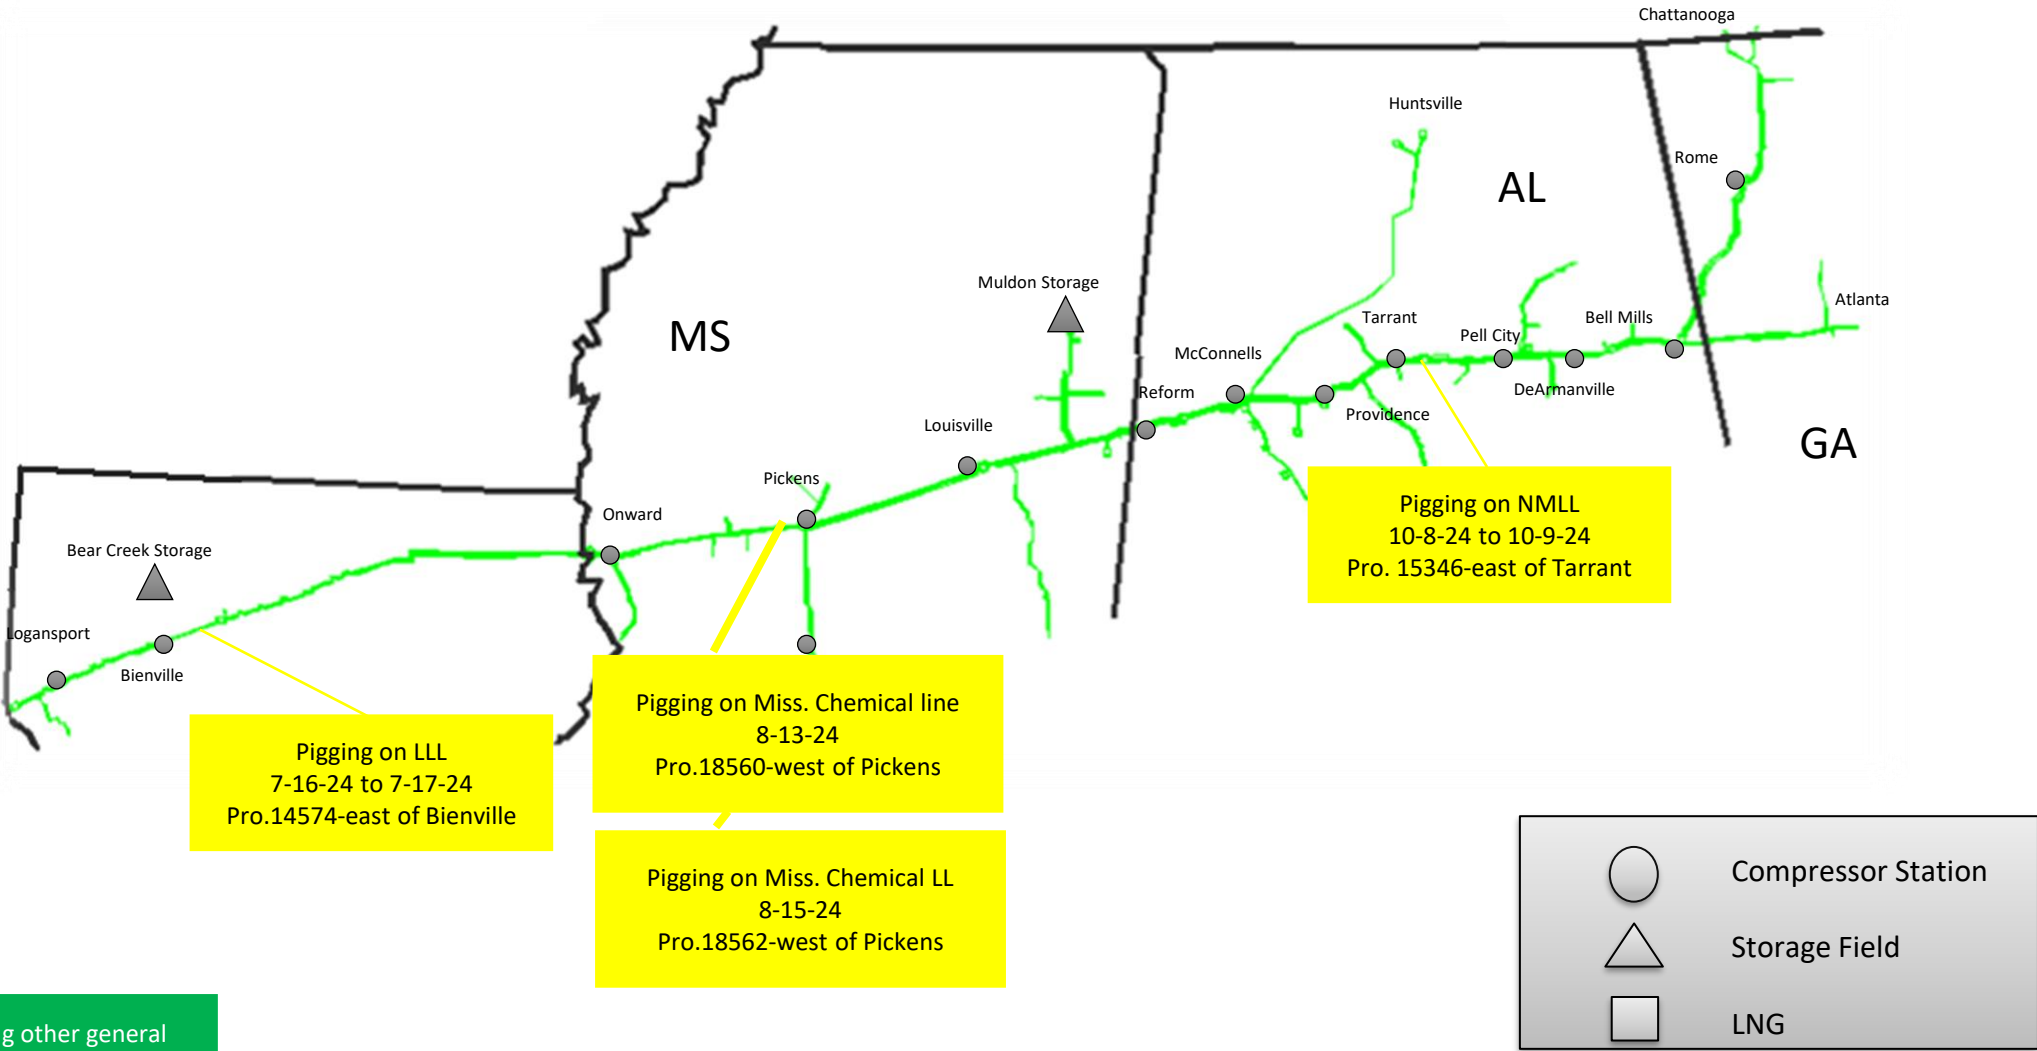 Chattanooga
Huntsville
Rome
AL
Muldon Storage
Atlanta
MS
Tarrant
Bell Mills
Pell City
McConnells
Reform
DeArmanville
Providence
Louisville
GA
Pickens
Onward
Pigging on NMLL
10-8-24 to 10-9-24
Pro. 15346-east of Tarrant
Bear Creek Storage
Logansport
Bienville
Pigging on Miss. Chemical line
8-13-24
Pro.18560-west of Pickens
Pigging on LLL
7-16-24 to 7-17-24
Pro.14574-east of Bienville
Pigging on Miss. Chemical LL
8-15-24
Pro.18562-west of Pickens
Compressor Station
Storage Field
LNG
g other general